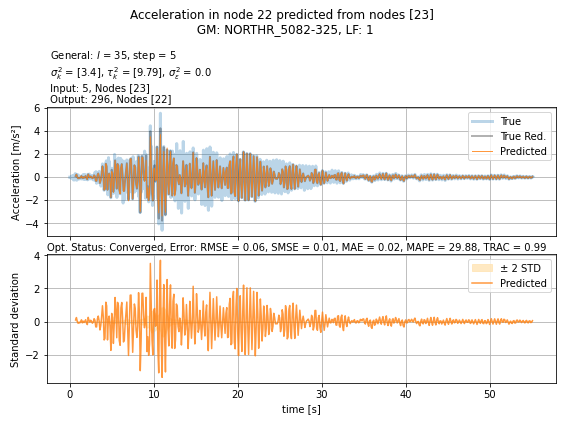 Acceleration in node 22 predicted from nodes [23]
GM: NORTHR_5082-325, LF: 1
General: l = 35, step = 5
σ²ₖ = [3.4], τ²ₖ = [9.79], σ²ε = 0.0
Input: 5, Nodes [23]
Output: 296, Nodes [22]
Acceleration [m/s²]
6
4
2
0
−2
−4
True
True Red.
Predicted
Opt. Status: Converged, Error: RMSE = 0.06, SMSE = 0.01, MAE = 0.02, MAPE = 29.88, TRAC = 0.99
Standard deviation
4
2
0
−2
± 2 STD
Predicted
0 10 20 30 40 50
time [s]